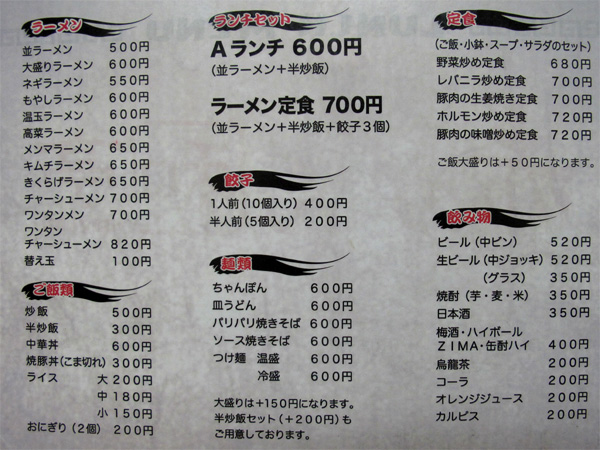 ラーメン
並ラーメン 500円
大盛りラーメン 600円
ネギラーメン 550円
もやしラーメン 600円
温玉ラーメン 600円
高菜ラーメン 600円
メンマラーメン 650円
キムチラーメン 650円
きくらげラーメン 650円
チャーシューメン 700円
ワンタンメン 700円
ワンタン
チャーシューメン 820円
替え玉 100円
ご飯類
炒飯 500円
半炒飯 300円
中華丼 600円
焼豚丼(こま切れ) 300円
ライス 大 200円
中 180円
小 150円
おにぎり(2個) 200円
ランチセット
Aランチ 600円
(並ラーメン+半炒飯)
ラーメン定食 700円
(並ラーメン+半炒飯+餃子3個)
餃子
1人前(10個入り) 400円
半人前(5個入り) 200円
麺類
ちゃんぽん 600円
皿うどん 600円
パリパリ焼きそば 600円
ソース焼きそば 600円
つけ麺 温盛 600円
冷盛 600円
大盛りは+150円になります。
半炒飯セット(+200円)も
ご用意しております。
定食
(ご飯・小鉢・スープ・サラダのセット)
野菜炒め定食 680円
レバニラ炒め定食 700円
豚肉の生姜焼き定食 700円
ホルモン炒め定食 720円
豚肉の味噌炒め定食 720円
ご飯大盛りは+50円になります。
飲み物
ビール(中ビン) 520円
生ビール(中ジョッキ) 520円
(グラス) 350円
焼酎(芋・麦・米) 350円
日本酒 350円
梅酒・ハイボール
ZIMA・缶酎ハイ 400円
烏龍茶 200円
コーラ 200円
オレンジジュース 200円
カルピス 200円